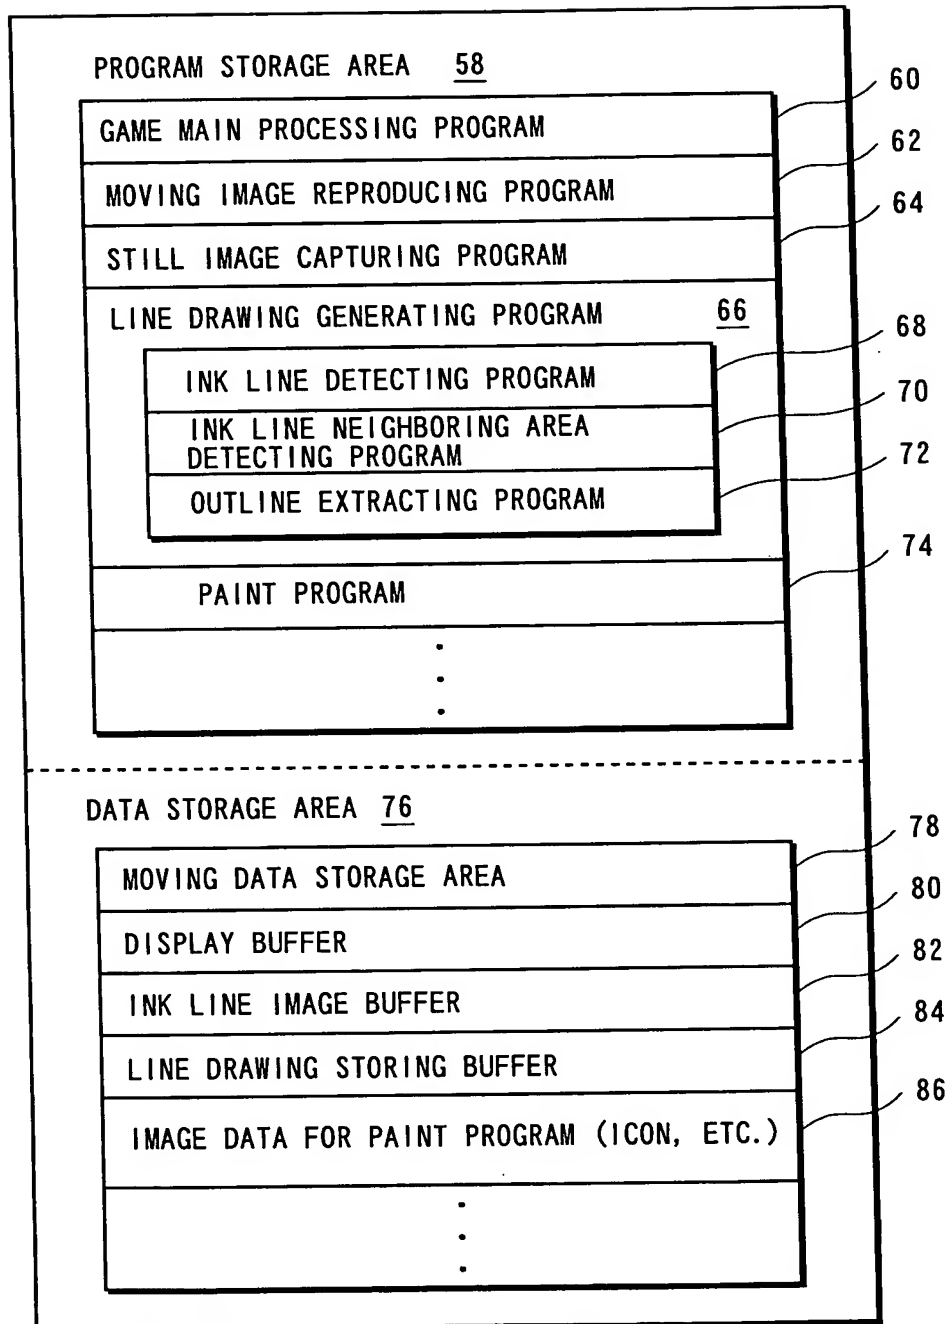 PROGRAM STORAGE AREA 58
GAME MAIN PROCESSING PROGRAM
60
MOVING IMAGE REPRODUCING PROGRAM
62
STILL IMAGE CAPTURING PROGRAM
64
LINE DRAWING GENERATING PROGRAM 66
INK LINE DETECTING PROGRAM
68
INK LINE NEIGHBORING AREA
DETECTING PROGRAM
70
OUTLINE EXTRACTING PROGRAM
72
PAINT PROGRAM
74
DATA STORAGE AREA 76
MOVING DATA STORAGE AREA
78
DISPLAY BUFFER
80
INK LINE IMAGE BUFFER
82
LINE DRAWING STORING BUFFER
84
IMAGE DATA FOR PAINT PROGRAM (ICON, ETC.)
86